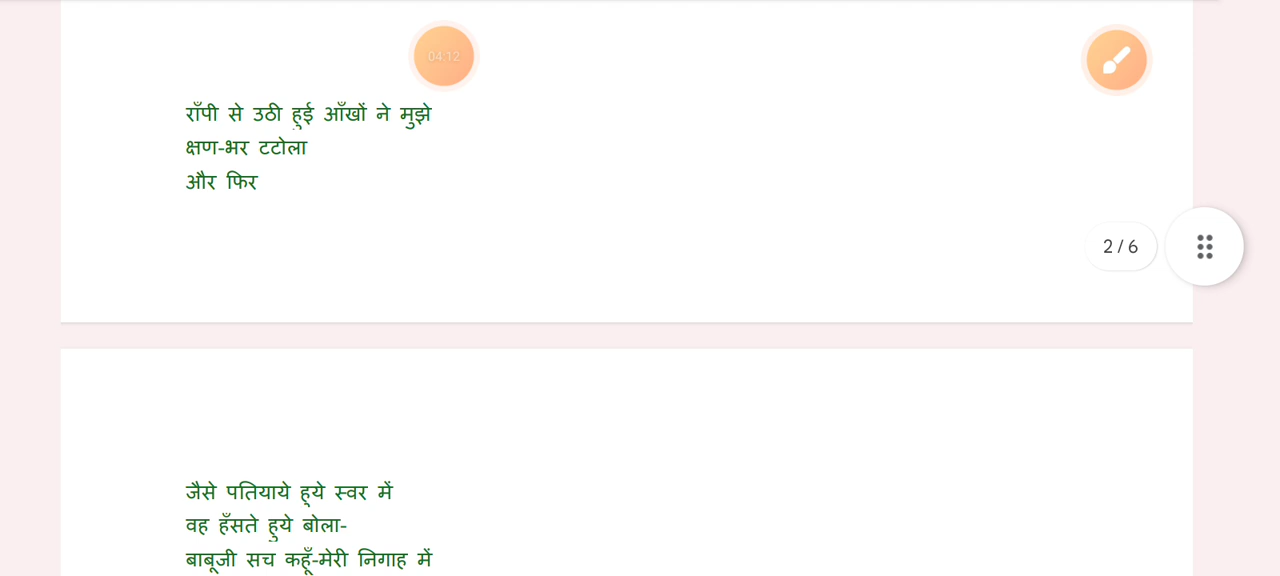 04:12
राँपी से उठी हुई आँखों ने मुझे
क्षण-भर टटोला
और फिर
2 / 6
जैसे पतियाये हुये स्वर में
वह हँसते हुये बोला-
बाबूजी सच कहूँ-मेरी निगाह में